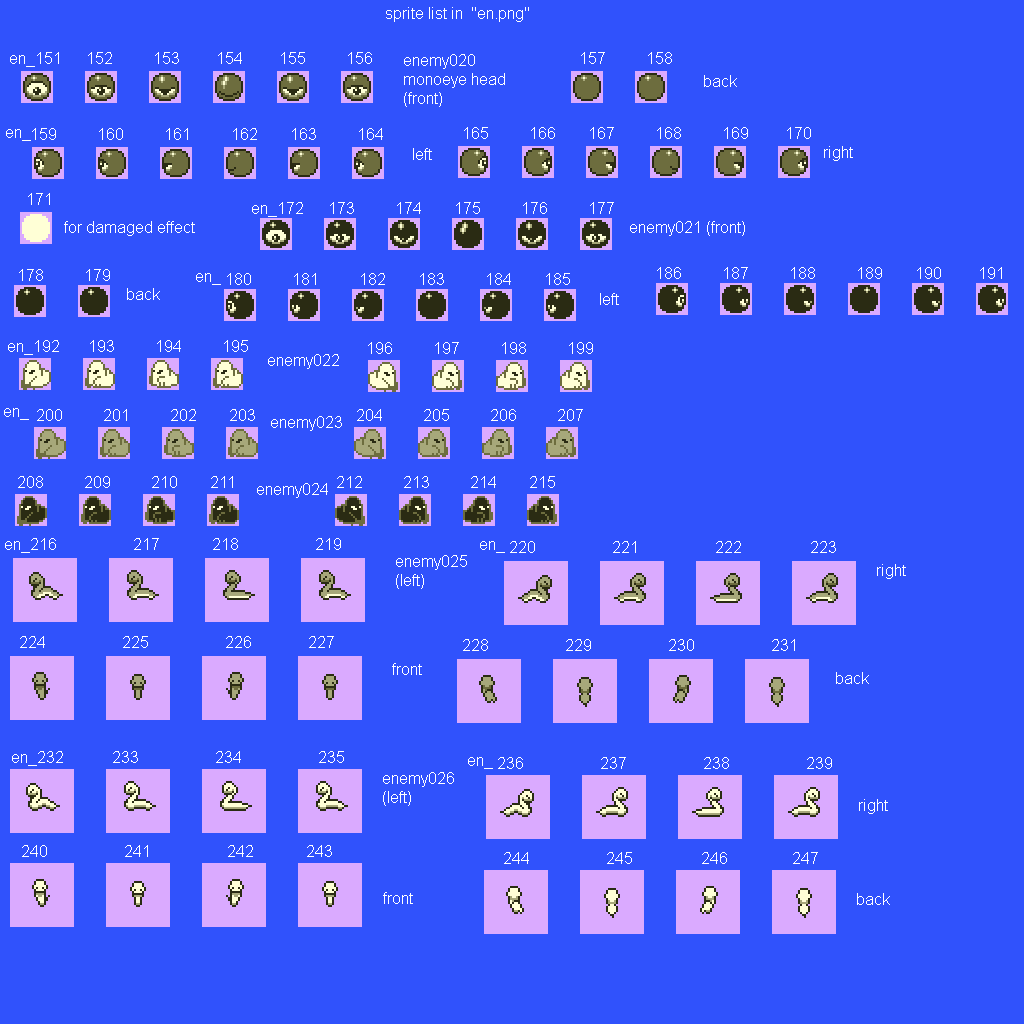 sprite list in "en.png"
en_151 152 153 154 155 156 enemy020 157 158
monoeye head back
(front)
en_159 160 161 162 163 164 left 165 166 167 168 169 170 right
171 for damaged effect en_172 173 174 175 176 177 enemy021 (front)
178 179 back en_180 181 182 183 184 185 left 186 187 188 189 190 191
en_192 193 194 195 enemy022 196 197 198 199
en_ 200 201 202 203 enemy023 204 205 206 207
208 209 210 211 enemy024 212 213 214 215
en_216 217 218 219 enemy025 en_ 220 221 222 223
(left) right
224 225 226 227 front 228 229 230 231 back
en_232 233 234 235 enemy026 en_ 236 237 238 239
(left) right
240 241 242 243 front 244 245 246 247 back